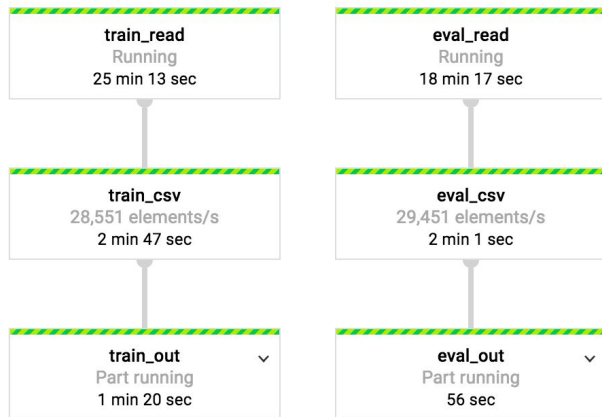 train_read
Running
25 min 13 sec
eval_read
Running
18 min 17 sec
train_csv
28,551 elements/s
2 min 47 sec
eval_csv
29,451 elements/s
2 min 1 sec
train_out
Part running
1 min 20 sec
eval_out
Part running
56 sec